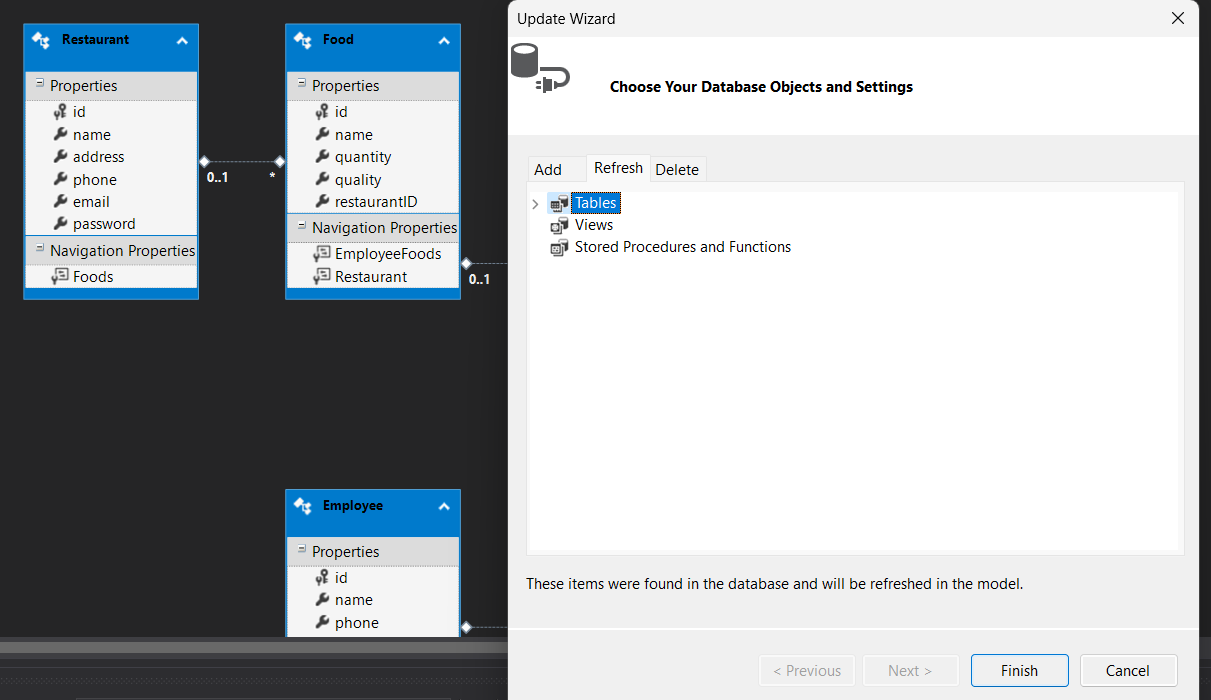 Restaurant
Properties
id
name
address
phone
email
password
Navigation Properties
Foods
0..1
*
Food
Properties
id
name
quantity
quality
restaurantID
Navigation Properties
EmployeeFoods
Restaurant
0..1
Employee
Properties
id
name
phone
Update Wizard
Choose Your Database Objects and Settings
Add Refresh Delete
Tables
Views
Stored Procedures and Functions
These items were found in the database and will be refreshed in the model.
< Previous Next > Finish Cancel